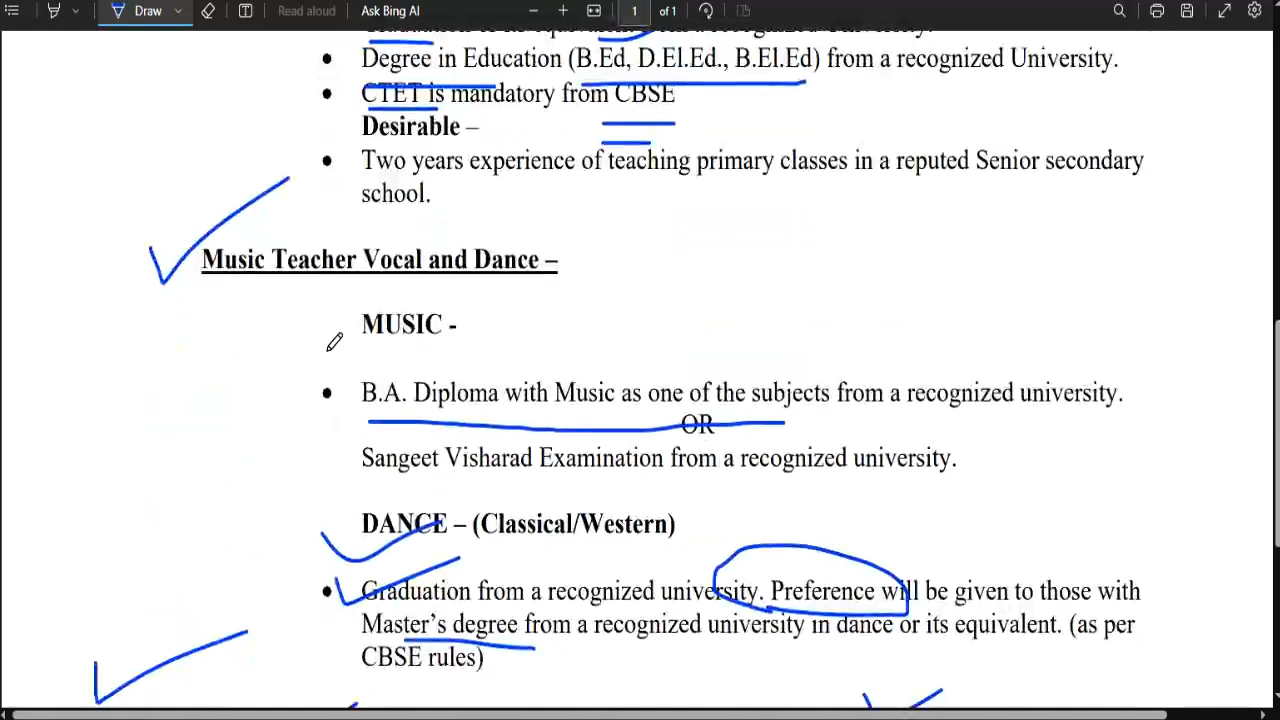 Draw
Read aloud
Ask Bing AI
1 of 1
Degree in Education (B.Ed, D.El.Ed., B.El.Ed) from a recognized University.
CTET is mandatory from CBSE
Desirable –
Two years experience of teaching primary classes in a reputed Senior secondary
school.
Music Teacher Vocal and Dance –
MUSIC -
B.A. Diploma with Music as one of the subjects from a recognized university.
OR
Sangeet Visharad Examination from a recognized university.
DANCE – (Classical/Western)
Graduation from a recognized university. Preference will be given to those with
Master's degree from a recognized university in dance or its equivalent. (as per
CBSE rules)